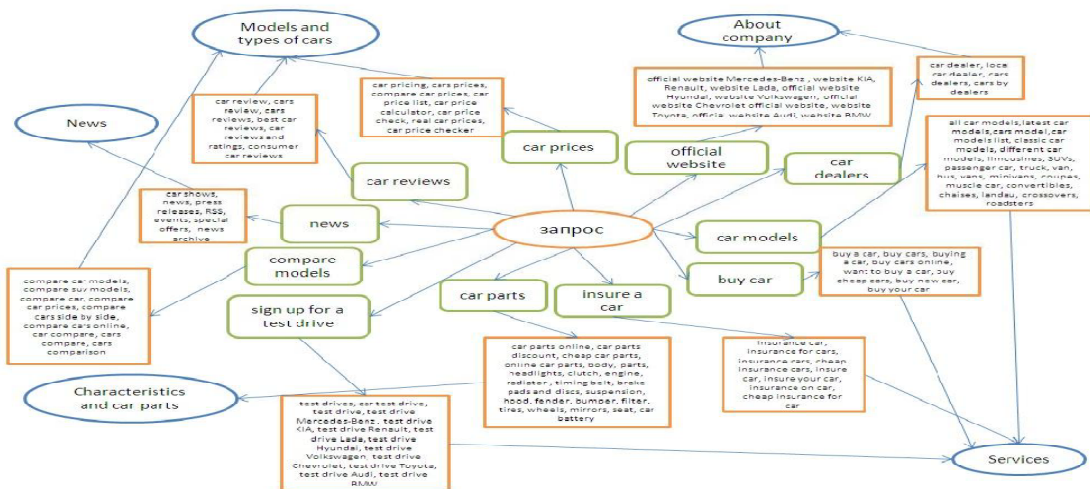 Models and
types of cars
About
company
News
car pricing, cars prices,
compare car prices, car
price list, car price
calculator, car price
check, real car prices,
car price checker
official website Mercedes-Benz , website KIA,
Renault, website Lada, official website
Hyundai, website Volkswagen, official
website Chevrolet official website, website
Toyota, official website Audi, website BMW
car dealer, local
car dealer, cars
dealers, cars by
dealers
car review, cars
review, cars
reviews, best car
reviews, car
reviews and
ratings, consumer
car reviews
all car models, latest car
models, cars model, car
models list, classic car
models, different car
models, limousines, SUVs,
passenger car, truck, van,
bus, vans, minivans, coupes,
muscle car, convertibles,
chaises, landau, crossovers,
roadsters
car prices
official
website
car
dealers
car reviews
car shows,
news, press
releases, RSS,
events, special
offers, news
archive
news
запрос
car models
compare
models
buy car
buy a car, buy cars, buying
a car, buy cars online,
want to buy a car, buy
cheap cars, buy new car,
buy your car
compare car models,
compare suv models,
compare car, compare
car prices, compare
cars side by side,
compare cars online,
car compare, cars
compare, cars
comparison
sign up for a
test drive
car parts
insure a
car
car parts online, car parts
discount, cheap car parts,
online car parts, body, parts,
headlights, clutch, engine,
radiator , timing belt, brake
pads and discs, suspension,
hood, fender, bumper, filter,
tires, wheels, mirrors, seat, car
battery
insurance car,
insurance for cars,
insurance cars, cheap
insurance cars, insure
car, insure your car,
insurance on car,
cheap insurance for
car
Characteristics
and car parts
test drives, car test drive,
test drive, test drive
Mercedes-Benz , test drive
KIA, test drive Renault, test
drive Lada, test drive
Hyundai, test drive
Volkswagen, test drive
Chevrolet, test drive Toyota,
test drive Audi, test drive
BMW
Services